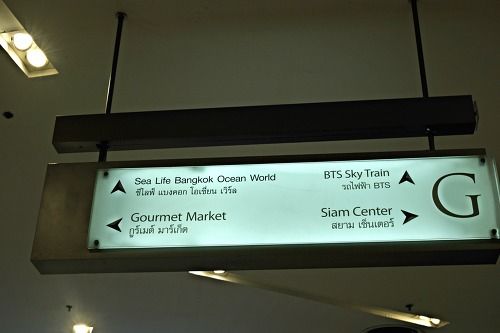 Sea Life Bangkok Ocean World
ซีไลฟ์ แบงคอก โอเชี่ยน เวิร์ล
Gourmet Market
กูร์เมต์ มาร์เก็ต
BTS Sky Train
รถไฟฟ้า BTS
Siam Center
สยาม เซ็นเตอร์
G